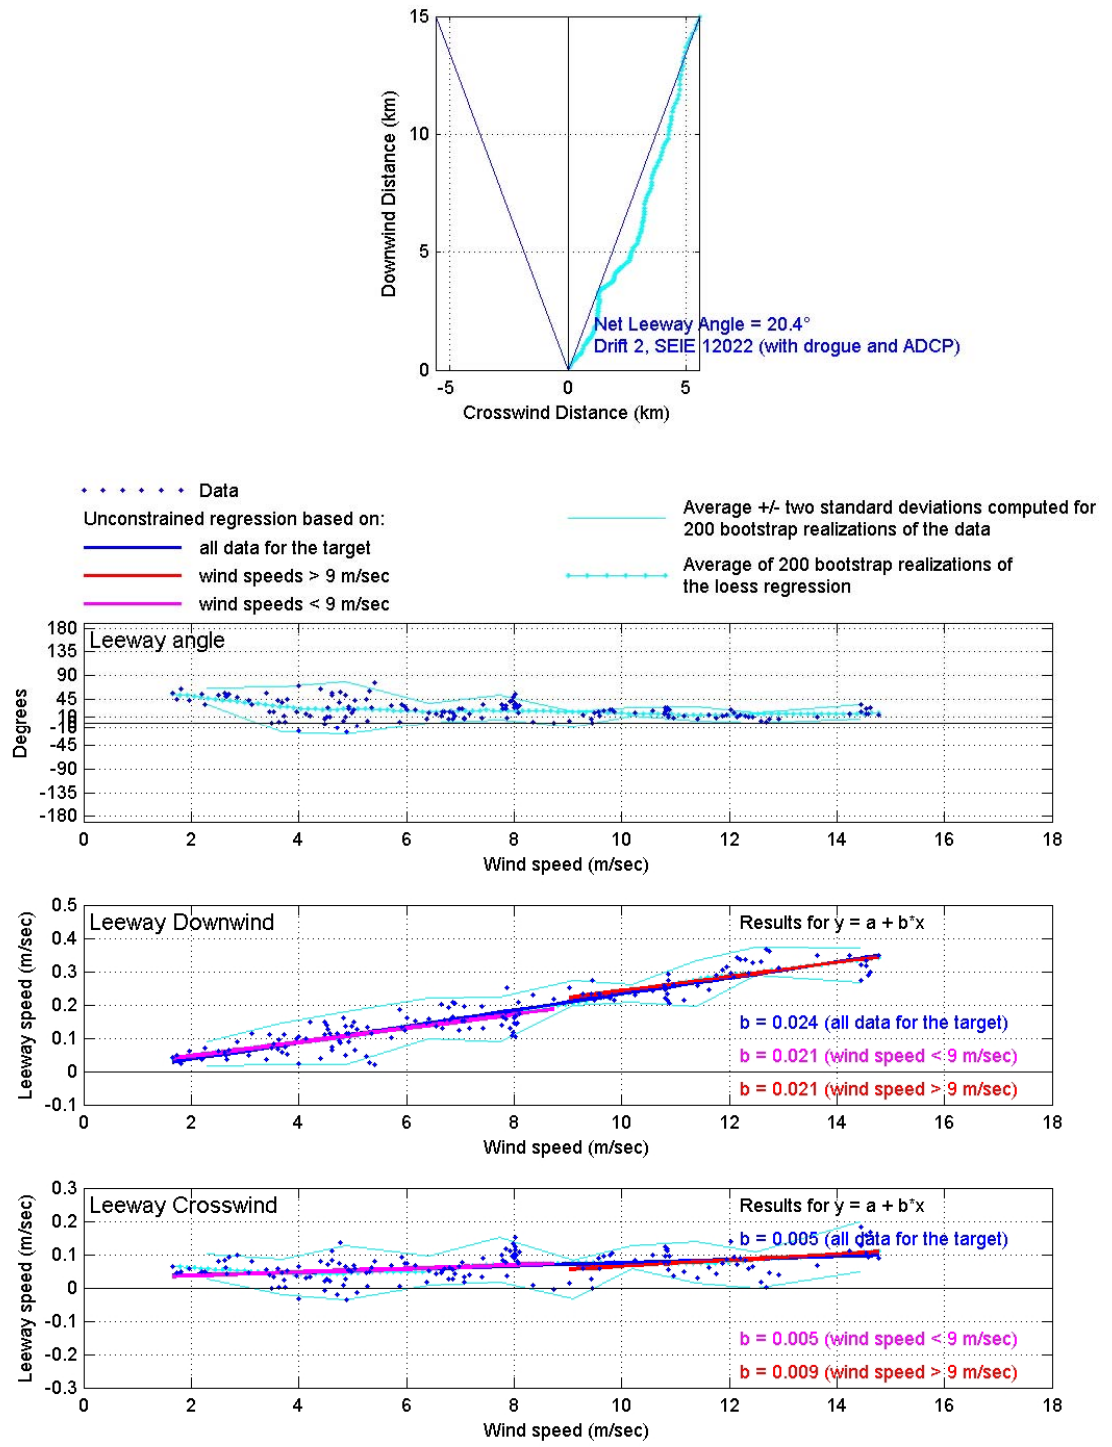 15
10
5
0
Downwind Distance (km)
Net Leeway Angle = 20.4°
Drift 2, SEIE 12022 (with drogue and ADCP)
-5 0 5
Crosswind Distance (km)
Data
Unconstrained regression based on:
all data for the target
wind speeds > 9 m/sec
wind speeds < 9 m/sec
Average +/- two standard deviations computed for
200 bootstrap realizations of the data
Average of 200 bootstrap realizations of
the loess regression
Leeway angle
Degrees
180
135
90
45
-45
-90
-135
-180
0 2 4 6 8 10 12 14 16 18
Wind speed (m/sec)
Leeway Downwind
Leeway speed (m/sec)
0.5
0.4
0.3
0.2
0.1
0
-0.1
Results for y = a + b*x
b = 0.024 (all data for the target)
b = 0.021 (wind speed < 9 m/sec)
b = 0.021 (wind speed > 9 m/sec)
0 2 4 6 8 10 12 14 16 18
Wind speed (m/sec)
Leeway Crosswind
Leeway speed (m/sec)
0.3
0.2
0.1
0
-0.1
-0.2
-0.3
Results for y = a + b*x
b = 0.005 (all data for the target)
b = 0.005 (wind speed < 9 m/sec)
b = 0.009 (wind speed > 9 m/sec)
0 2 4 6 8 10 12 14 16 18
Wind speed (m/sec)